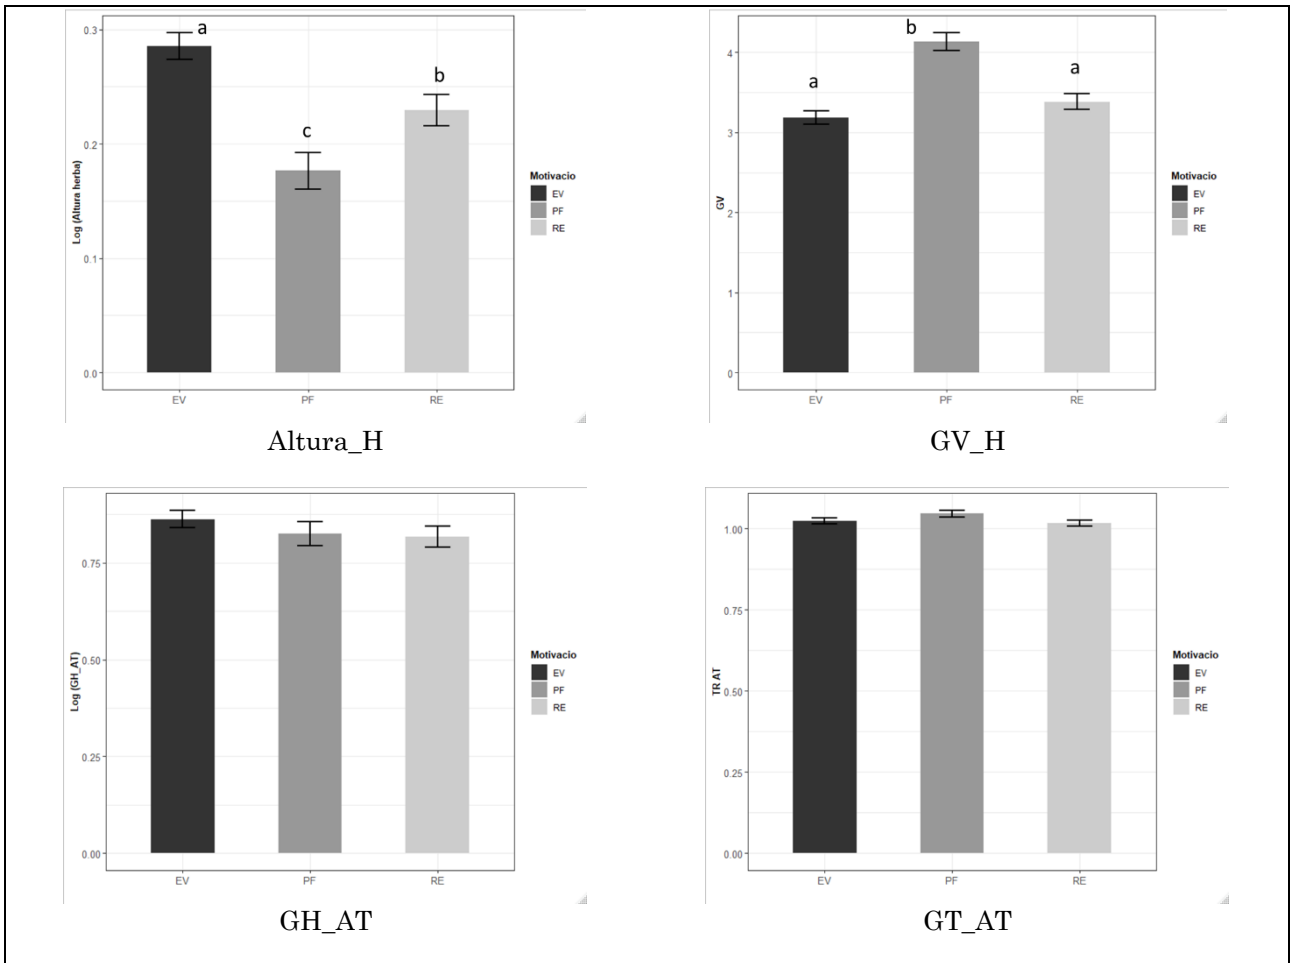 a
b
c
0.3
0.2
0.1
0.0
Log (Altura herba)
EV PF RE
Motivacio
EV
PF
RE
Altura_H
b
a
a
4
3
2
1
0
GV
EV PF RE
Motivacio
EV
PF
RE
GV_H
0.75
0.50
0.25
0.00
Log (GH_AT)
EV PF RE
Motivacio
EV
PF
RE
GH_AT
1.00
0.75
0.50
0.25
0.00
TR AT
EV PF RE
Motivacio
EV
PF
RE
GT_AT